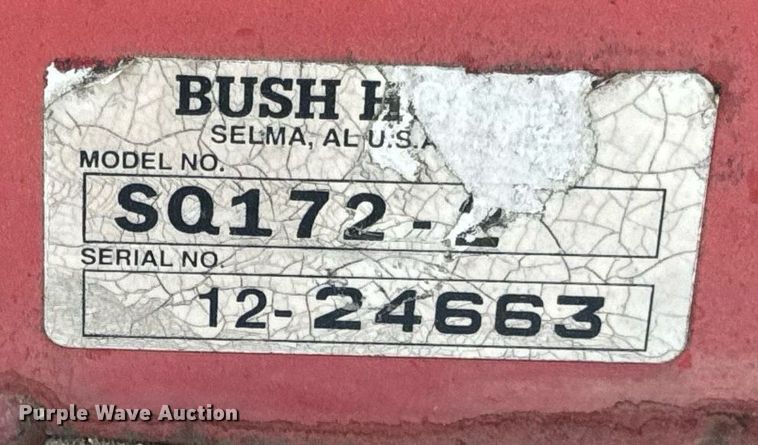 BUSH H
SELMA, AL U.S.A
MODEL NO.
SQ172-2
SERIAL NO.
12-24663
Purple Wave Auction